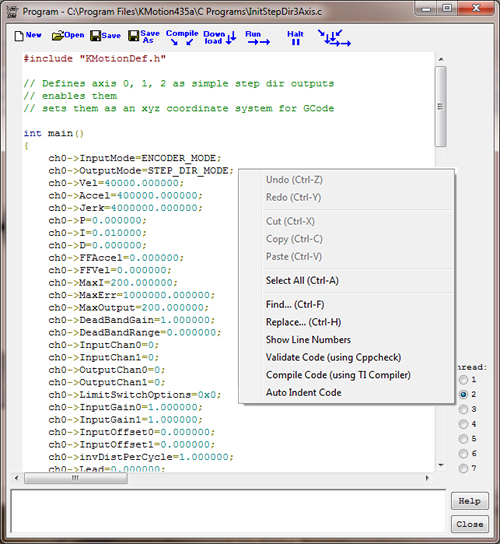 Program - C:\Program Files\KMotion435a\C Programs\InitStepDir3Axis.c
New Open Save Save As Compile Down load Run Halt
#include "KMotionDef.h"
// Defines axis 0, 1, 2 as simple step dir outputs
// enables them
// sets them as an xyz coordinate system for GCode
int main()
{
ch0->InputMode=ENCODER_MODE;
ch0->OutputMode=STEP_DIR_MODE;
ch0->Vel=40000.000000;
ch0->Accel=400000.000000;
ch0->Jerk=4000000.000000;
ch0->P=0.000000;
ch0->I=0.010000;
ch0->D=0.000000;
ch0->FFAccel=0.000000;
ch0->FFVel=0.000000;
ch0->MaxI=200.000000;
ch0->MaxErr=1000000.000000;
ch0->MaxOutput=200.000000;
ch0->DeadBandGain=1.000000;
ch0->DeadBandRange=0.000000;
ch0->InputChan0=0;
ch0->InputChan1=0;
ch0->OutputChan0=0;
ch0->OutputChan1=0;
ch0->LimitSwitchOptions=0x0;
ch0->InputGain0=1.000000;
ch0->InputGain1=1.000000;
ch0->InputOffset0=0.000000;
ch0->InputOffset1=0.000000;
ch0->invDistPerCycle=1.000000;
ch0->Lead=0.000000;
Undo (Ctrl-Z)
Redo (Ctrl-Y)
Cut (Ctrl-X)
Copy (Ctrl-C)
Paste (Ctrl-V)
Select All (Ctrl-A)
Find... (Ctrl-F)
Replace... (Ctrl-H)
Show Line Numbers
Validate Code (using Cppcheck)
Compile Code (using TI Compiler)
Auto Indent Code
hread:
1
2
3
4
5
6
7
Help
Close